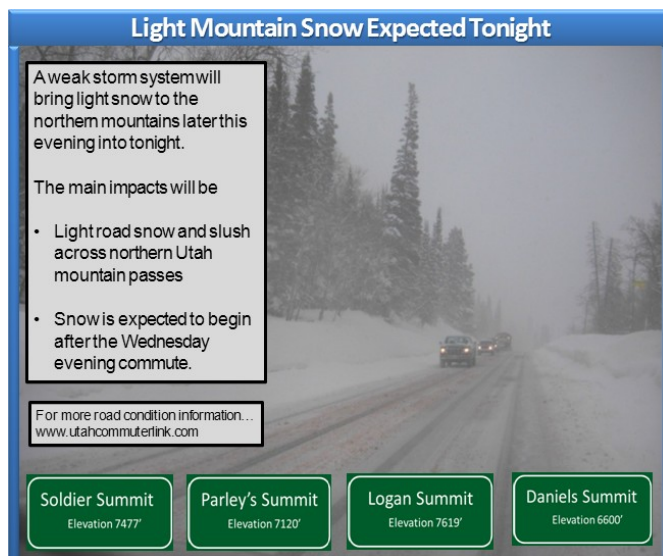 Light Mountain Snow Expected Tonight
A weak storm system will
bring light snow to the
northern mountains later this
evening into tonight.
The main impacts will be
• Light road snow and slush
across northern Utah
mountain passes
• Snow is expected to begin
after the Wednesday
evening commute.
For more road condition information…
www.utahcommuterlink.com
Soldier Summit
Elevation 7477’
Parley’s Summit
Elevation 7120’
Logan Summit
Elevation 7619’
Daniels Summit
Elevation 6600’